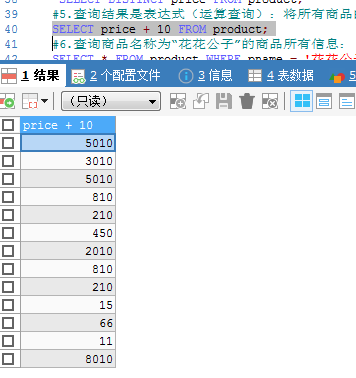 SELECT DISTINCT price FROM product;
39 #5.查询结果是表达式（运算查询）：将所有商品
40 SELECT price + 10 FROM product;
41 #6.查询商品名称为“花花公子”的商品所有信息：
42 SELECT * FROM product WHERE pname = '花花公
1 结果 2 个配置文件 3 信息 4 表数据 5
（只读）
price + 10
5010
3010
5010
810
210
450
2010
810
210
15
66
11
8010